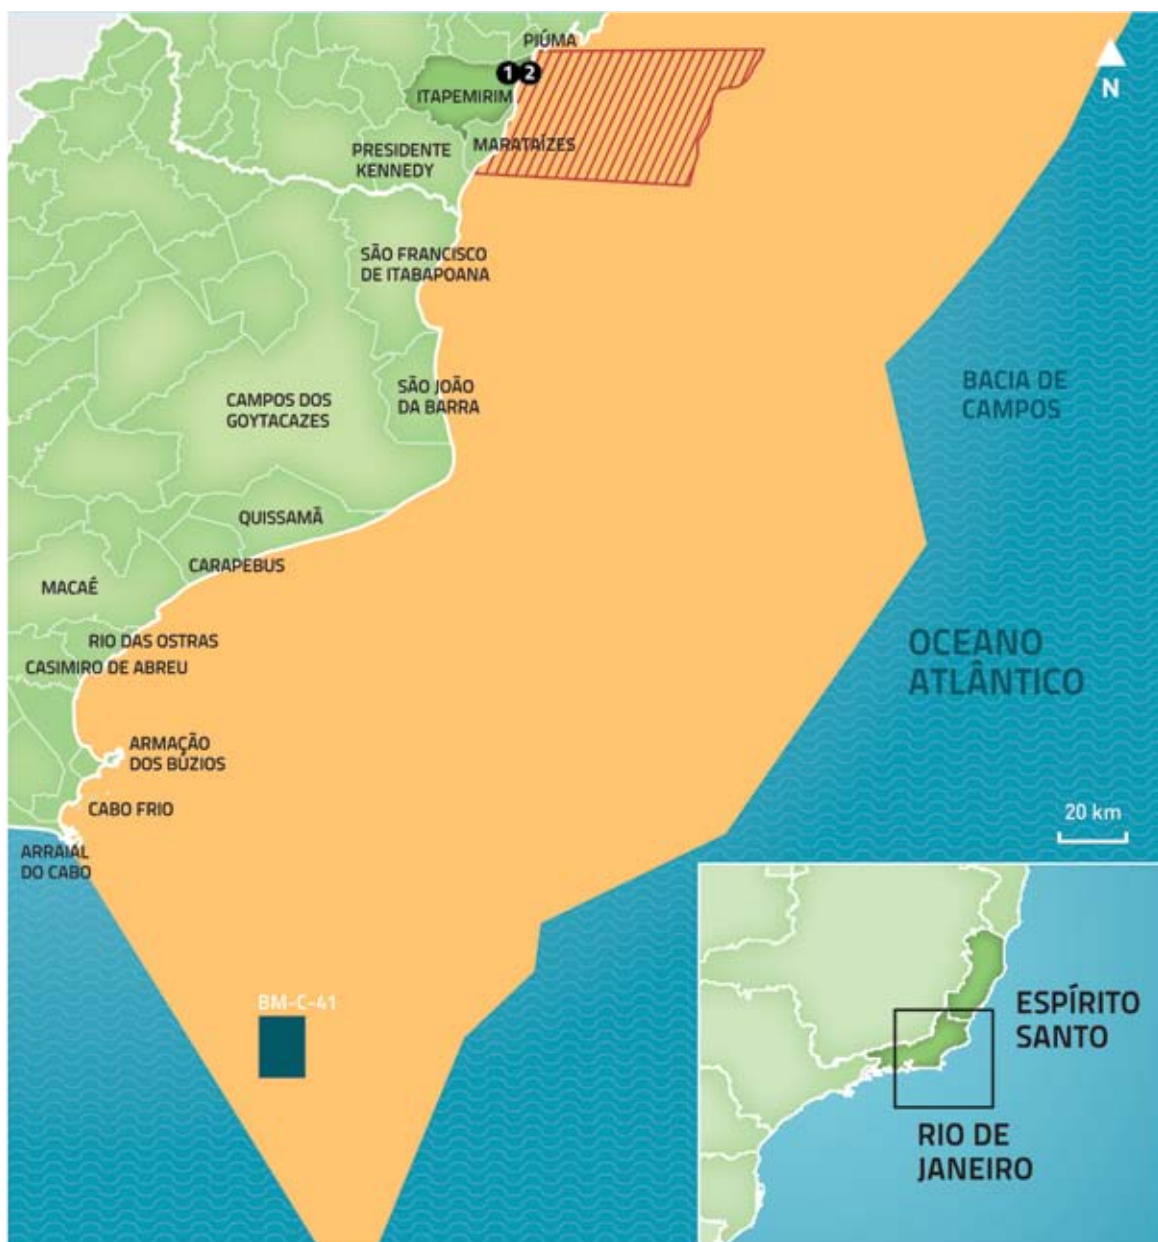 PIÚMA
1 2
N
ITAPEMIRIM
MARATAÍZES
PRESIDENTE
KENNEDY
SÃO FRANCISCO
DE ITABAPOANA
BACIA DE
CAMPOS
SÃO JOÃO
DA BARRA
CAMPOS DOS
GOYTACAZES
QUISSAMÃ
CARAPEBUS
MACAÉ
RIO DAS OSTRAS
CASIMIRO DE ABREU
OCEANO
ATLÂNTICO
ARMAÇÃO
DOS BÚZIOS
CABO FRIO
20 km
ARRAIAL
DO CABO
BM-C-41
ESPÍRITO
SANTO
RIO DE
JANEIRO